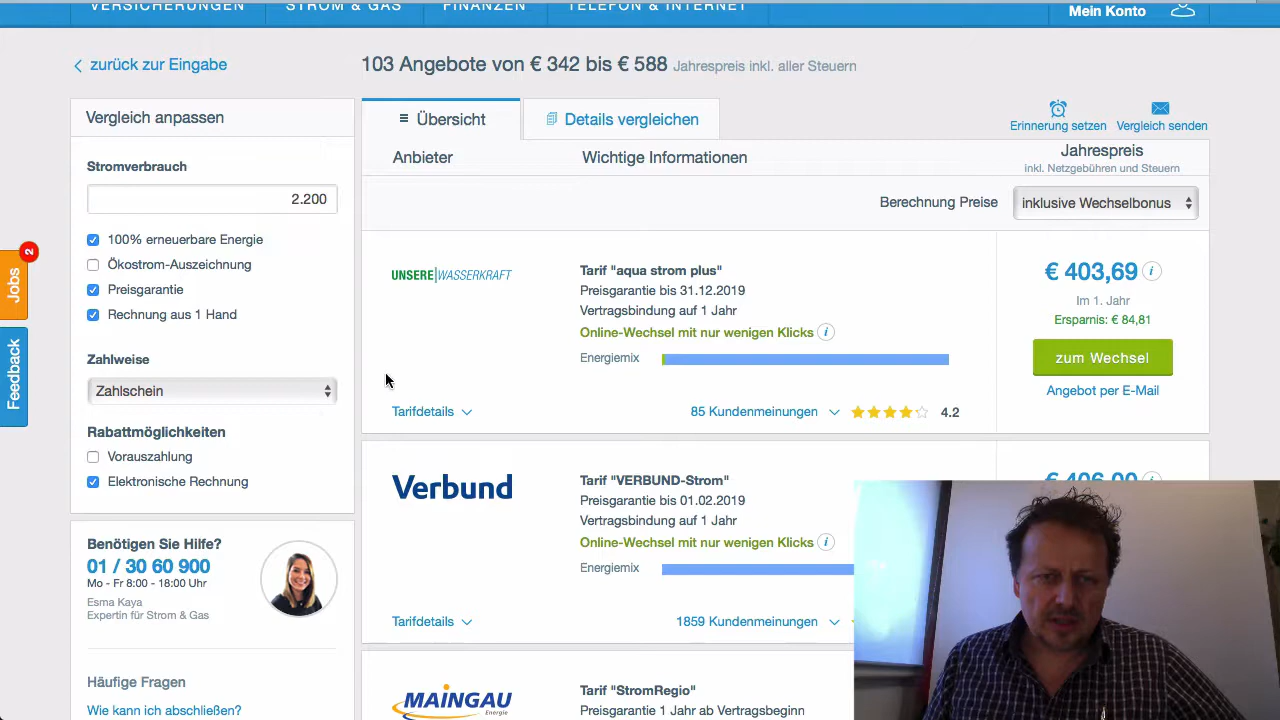 VERSICHERUNGEN
STROM & GAS
FINANZEN
TELEFON & INTERNET
Mein Konto
zurück zur Eingabe
103 Angebote von € 342 bis € 588 Jahrespreis inkl. aller Steuern
Vergleich anpassen
Stromverbrauch
2.200
100% erneuerbare Energie
Ökostrom-Auszeichnung
Preisgarantie
Rechnung aus 1 Hand
Zahlweise
Zahlschein
Rabattmöglichkeiten
Vorauszahlung
Elektronische Rechnung
Benötigen Sie Hilfe?
01 / 30 60 900
Mo - Fr 8:00 - 18:00 Uhr
Esma Kaya
Expertin für Strom & Gas
Häufige Fragen
Wie kann ich abschließen?
Jobs
2
Feedback
Übersicht
Details vergleichen
Erinnerung setzen
Vergleich senden
Anbieter
Wichtige Informationen
Jahrespreis
inkl. Netzgebühren und Steuern
Berechnung Preise
inklusive Wechselbonus
UNSERE|WASSERKRAFT
Tarif "aqua strom plus"
Preisgarantie bis 31.12.2019
Vertragsbindung auf 1 Jahr
Online-Wechsel mit nur wenigen Klicks i
Energiemix
Tarifdetails
85 Kundenmeinungen
4.2
€ 403,69 i
Im 1. Jahr
Ersparnis: € 84,81
zum Wechsel
Angebot per E-Mail
Verbund
Tarif "VERBUND-Strom"
Preisgarantie bis 01.02.2019
Vertragsbindung auf 1 Jahr
Online-Wechsel mit nur wenigen Klicks i
Energiemix
Tarifdetails
1859 Kundenmeinungen
MAINGAU
Energie
Tarif "StromRegio"
Preisgarantie 1 Jahr ab Vertragsbeginn